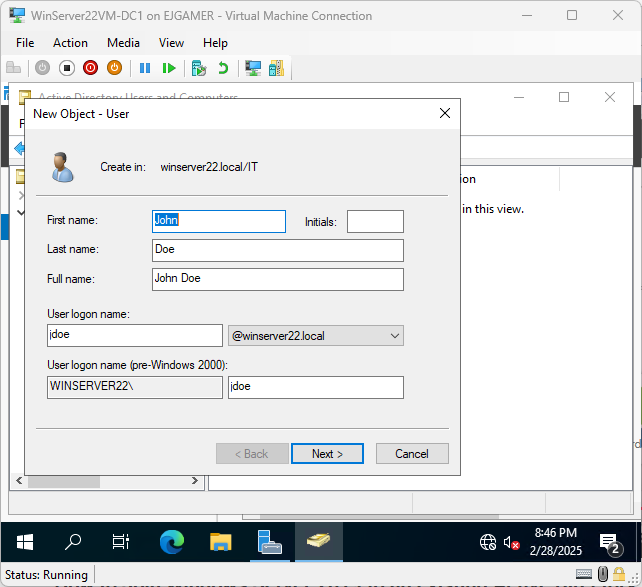 WinServer22VM-DC1 on EJGAMER - Virtual Machine Connection
File Action Media View Help
Active Directory Users and Computers
New Object - User
Create in: winserver22.local/IT
First name: John Initials:
Last name: Doe
Full name: John Doe
User logon name:
jdoe @winserver22.local
User logon name (pre-Windows 2000):
WINSERVER22\ jdoe
< Back Next > Cancel
in this view.
8:46 PM
2/28/2025
2
Status: Running